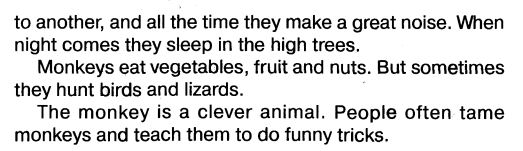 to another, and all the time they make a great noise. When
night comes they sleep in the high trees.
Monkeys eat vegetables, fruit and nuts. But sometimes
they hunt birds and lizards.
The monkey is a clever animal. People often tame
monkeys and teach them to do funny tricks.